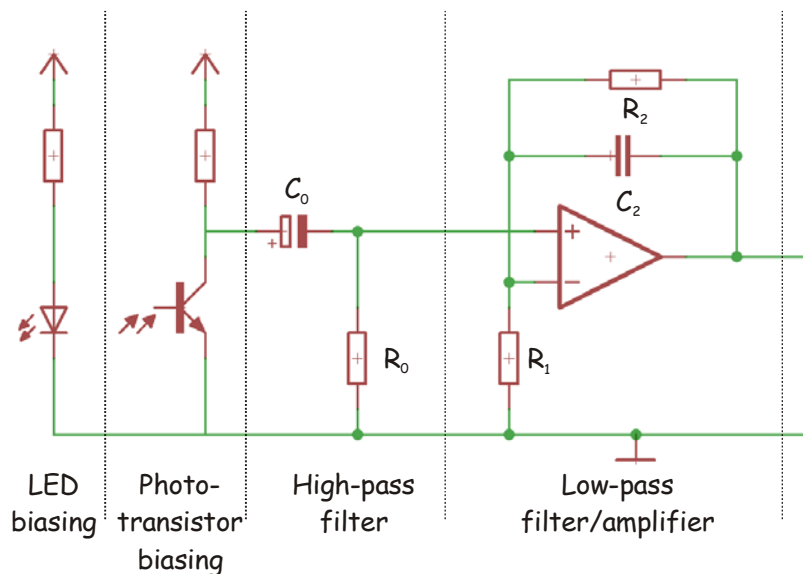 R₂
C₀
C₂
+
+
−
R₀
R₁
LED
biasing
Photo-
transistor
biasing
High-pass
filter
Low-pass
filter/amplifier